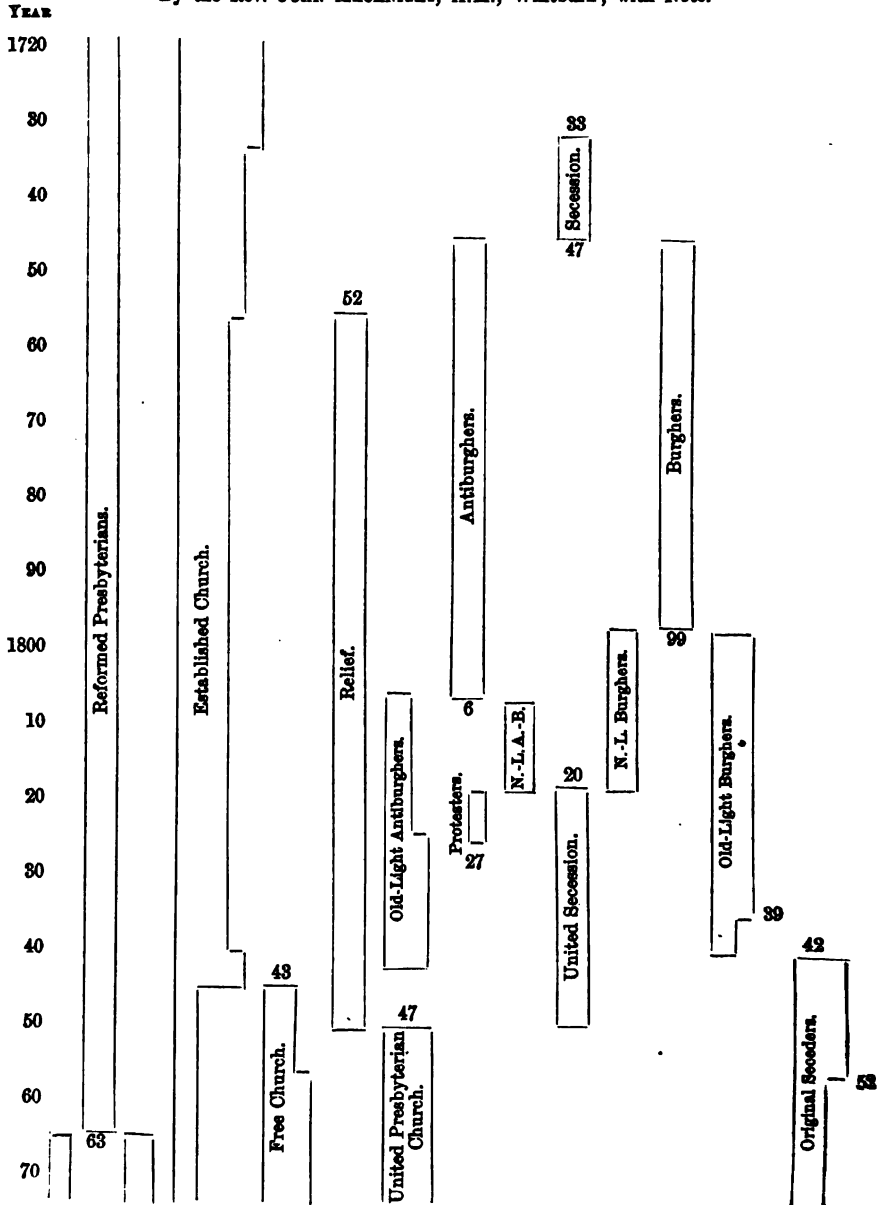 YEAR
1720
30
40
50
60
70
80
90
1800
10
20
30
40
50
60
70
Reformed Presbyterians.
63
Established Church.
43
Free Church.
52
Relief.
Old-Light Antiburghers.
47
United Presbyterian
Church.
Antiburghers.
6
Protesters.
27
N.-L. A.-B.
33
Secession.
47
20
United Secession.
N.-L. Burghers.
Burghers.
99
Old-Light Burghers.
39
42
Original Seceders.